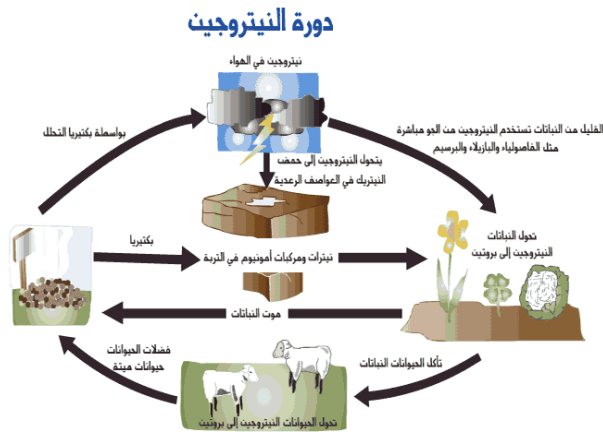 دورة النيتروجين
نيتروجين في الهواء
القليل من النباتات تستخدم النيتروجين من الجو مباشرة
مثل الفاصولياء والبازيلاء والبرسيم
بواسطة بكتيريا التحلل
يتحول النيتروجين إلى حمض
النيتريك في العواصف الرعدية
تحول النباتات
النيتروجين إلى بروتين
بكتيريا
نيترات ومركبات أمونيوم في التربة
موت النباتات
فضلات الحيوانات
حيوانات ميتة
تأكل الحيوانات النباتات
تحول الحيوانات النيتروجين إلى بروتين